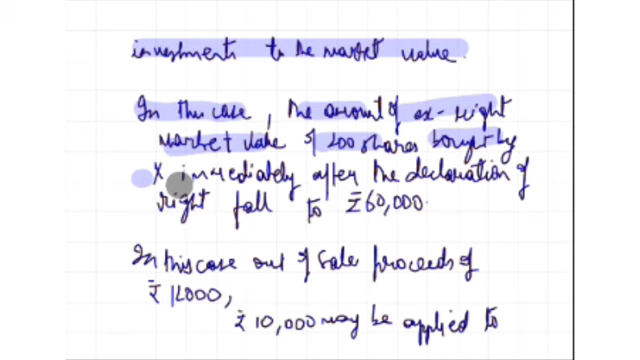 investments to the market value.
In this case, the amount of ex-right
market value of 200 shares bought by
X immediately after the declaration of
right fall to ₹60,000.
In this case out of sale proceeds of
₹ 12000,
₹ 10,000 may be applied to